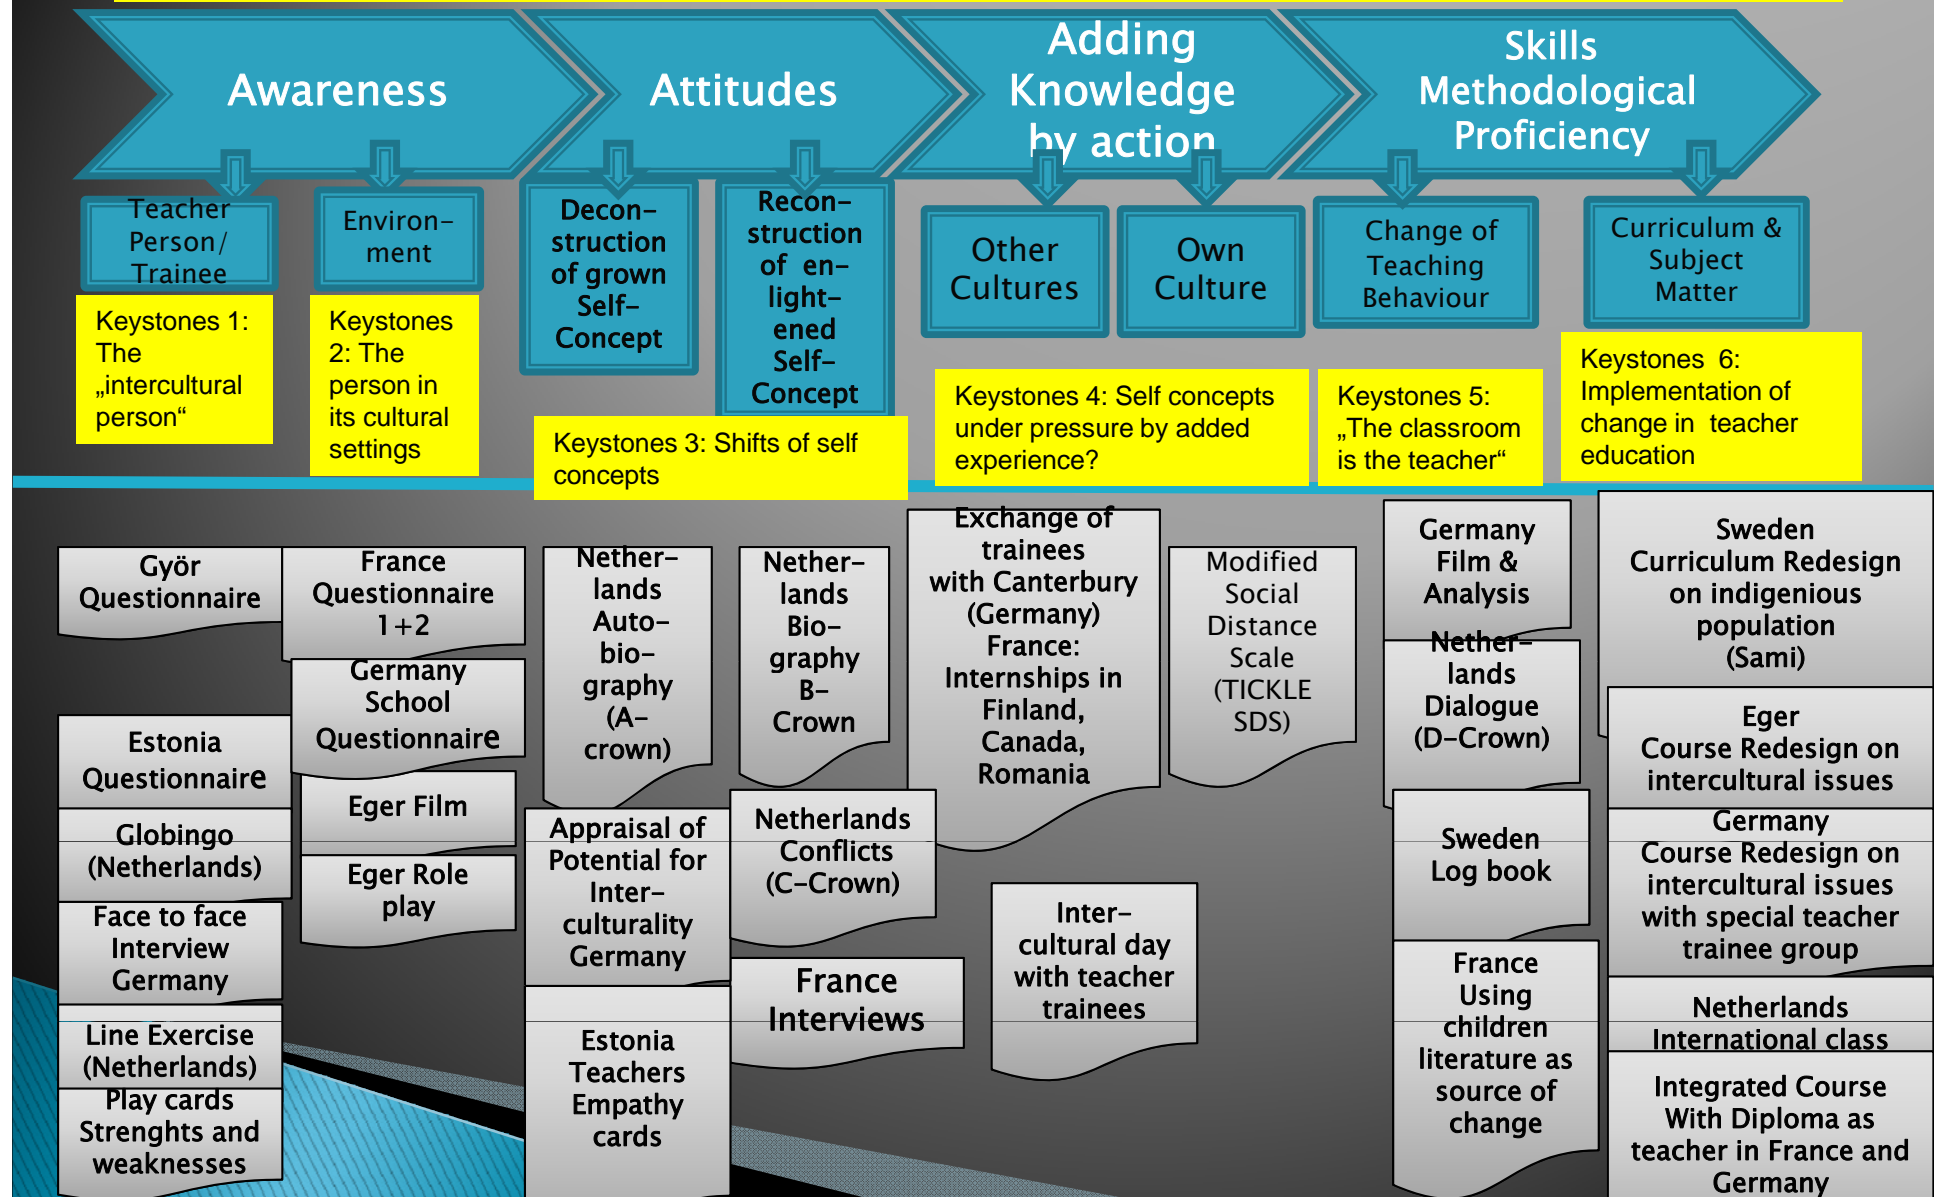 Awareness
Attitudes
Adding
Knowledge
by action
Skills
Methodological
Proficiency
Teacher
Person/
Trainee
Environ-
ment
Decon-
struction
of grown
Self-
Concept
Recon-
struction
of en-
light-
ened
Self-
Concept
Other
Cultures
Own
Culture
Change of
Teaching
Behaviour
Curriculum &
Subject
Matter
Keystones 1:
The
„intercultural
person“
Keystones
2: The
person in
its cultural
settings
Keystones 3: Shifts of self
concepts
Keystones 4: Self concepts
under pressure by added
experience?
Keystones 5:
„The classroom
is the teacher“
Keystones 6:
Implementation of
change in teacher
education
Györ
Questionnaire
Estonia
Questionnaire
Globingo
(Netherlands)
Face to face
Interview
Germany
Line Exercise
(Netherlands)
Play cards
Strenghts and
weaknesses
France
Questionnaire
1+2
Germany
School
Questionnaire
Eger Film
Eger Role
play
Nether-
lands
Auto-
bio-
graphy
(A-
crown)
Appraisal of
Potential for
Inter-
culturality
Germany
Estonia
Teachers
Empathy
cards
Nether-
lands
Bio-
graphy
B-
Crown
Netherlands
Conflicts
(C-Crown)
France
Interviews
Exchange of
trainees
with Canterbury
(Germany)
France:
Internships in
Finland,
Canada,
Romania
Inter-
cultural day
with teacher
trainees
Modified
Social
Distance
Scale
(TICKLE
SDS)
Germany
Film &
Analysis
Nether-
lands
Dialogue
(D-Crown)
Sweden
Log book
France
Using
children
literature as
source of
change
Sweden
Curriculum Redesign
on indigenious
population
(Sami)
Eger
Course Redesign on
intercultural issues
Germany
Course Redesign on
intercultural issues
with special teacher
trainee group
Netherlands
International class
Integrated Course
With Diploma as
teacher in France and
Germany